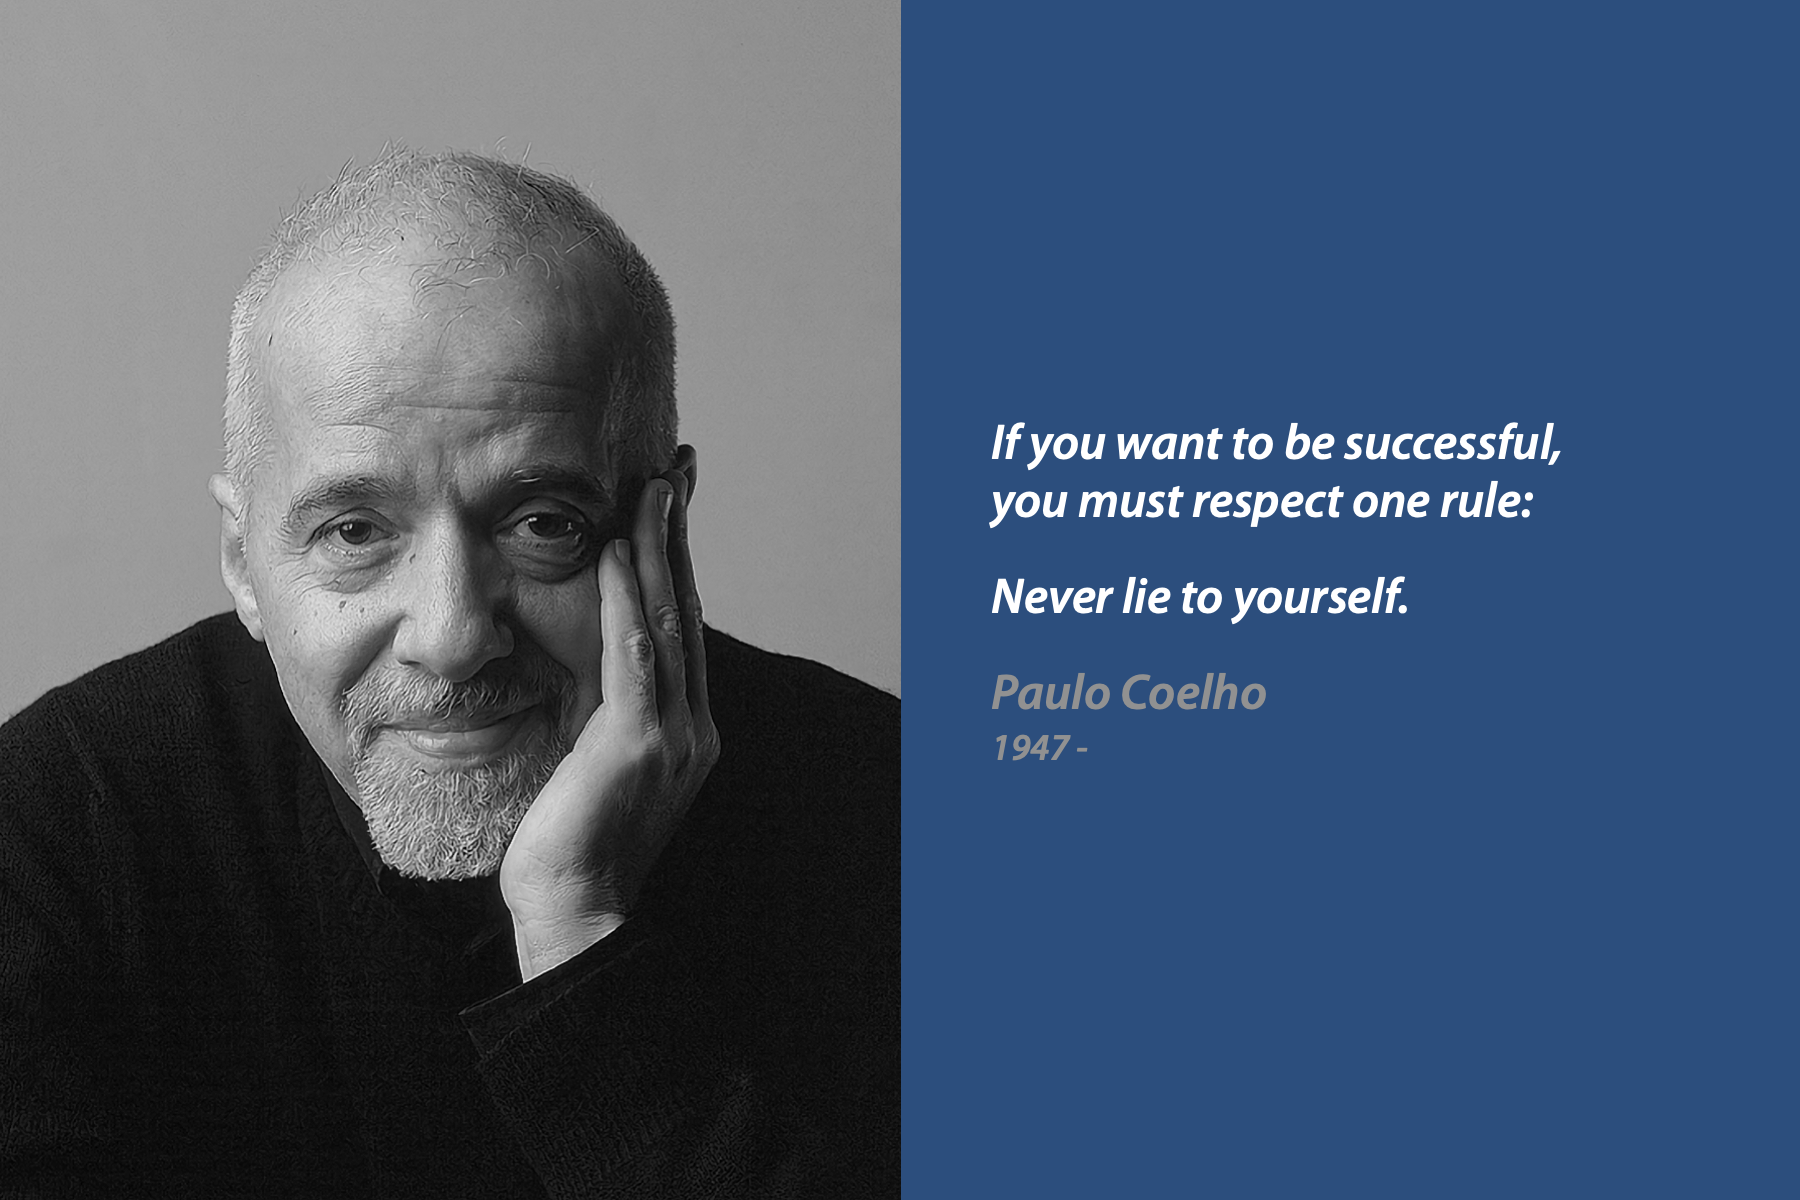 If you want to be successful,
you must respect one rule:
Never lie to yourself.
Paulo Coelho
1947 -